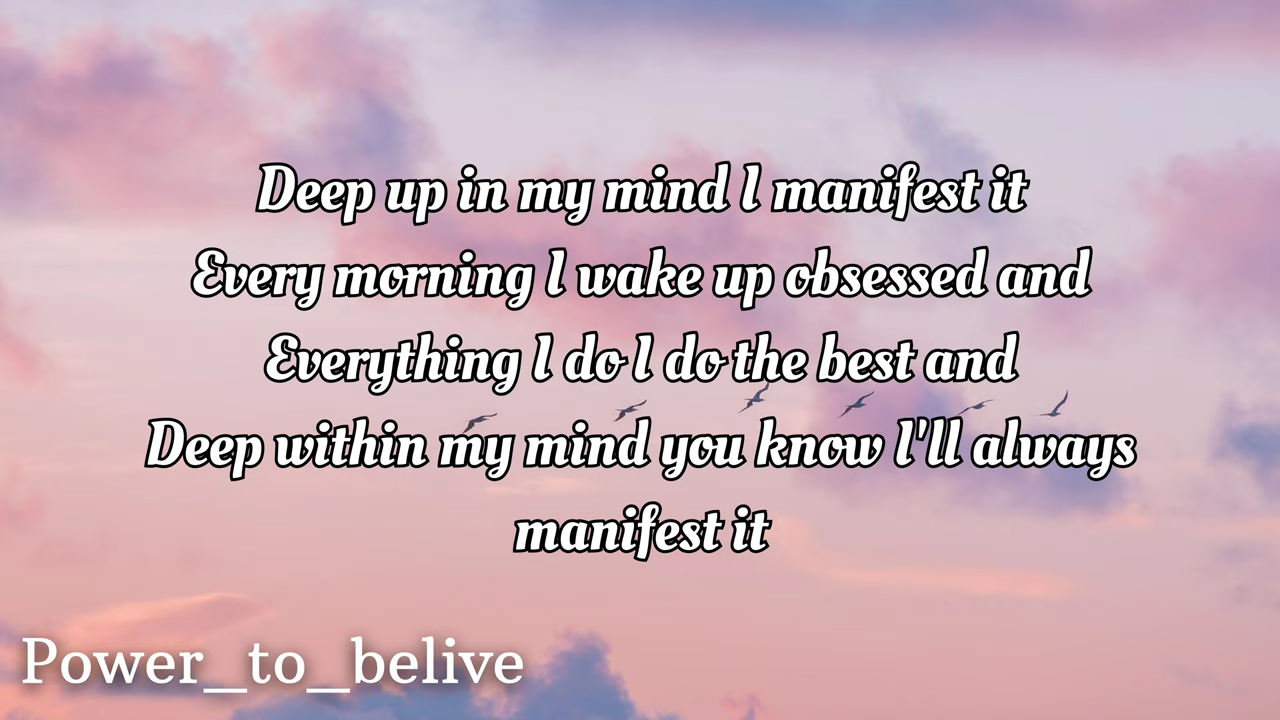 Deep up in my mind I manifest it
Every morning I wake up obsessed and
Everything I do I do the best and
Deep within my mind you know I'll always
manifest it
Power_to_belive